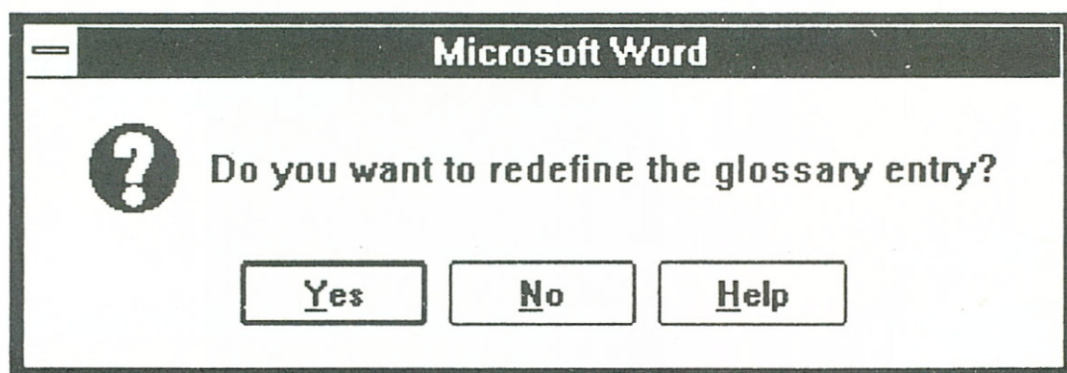 Microsoft Word
Do you want to redefine the glossary entry?
Yes No Help